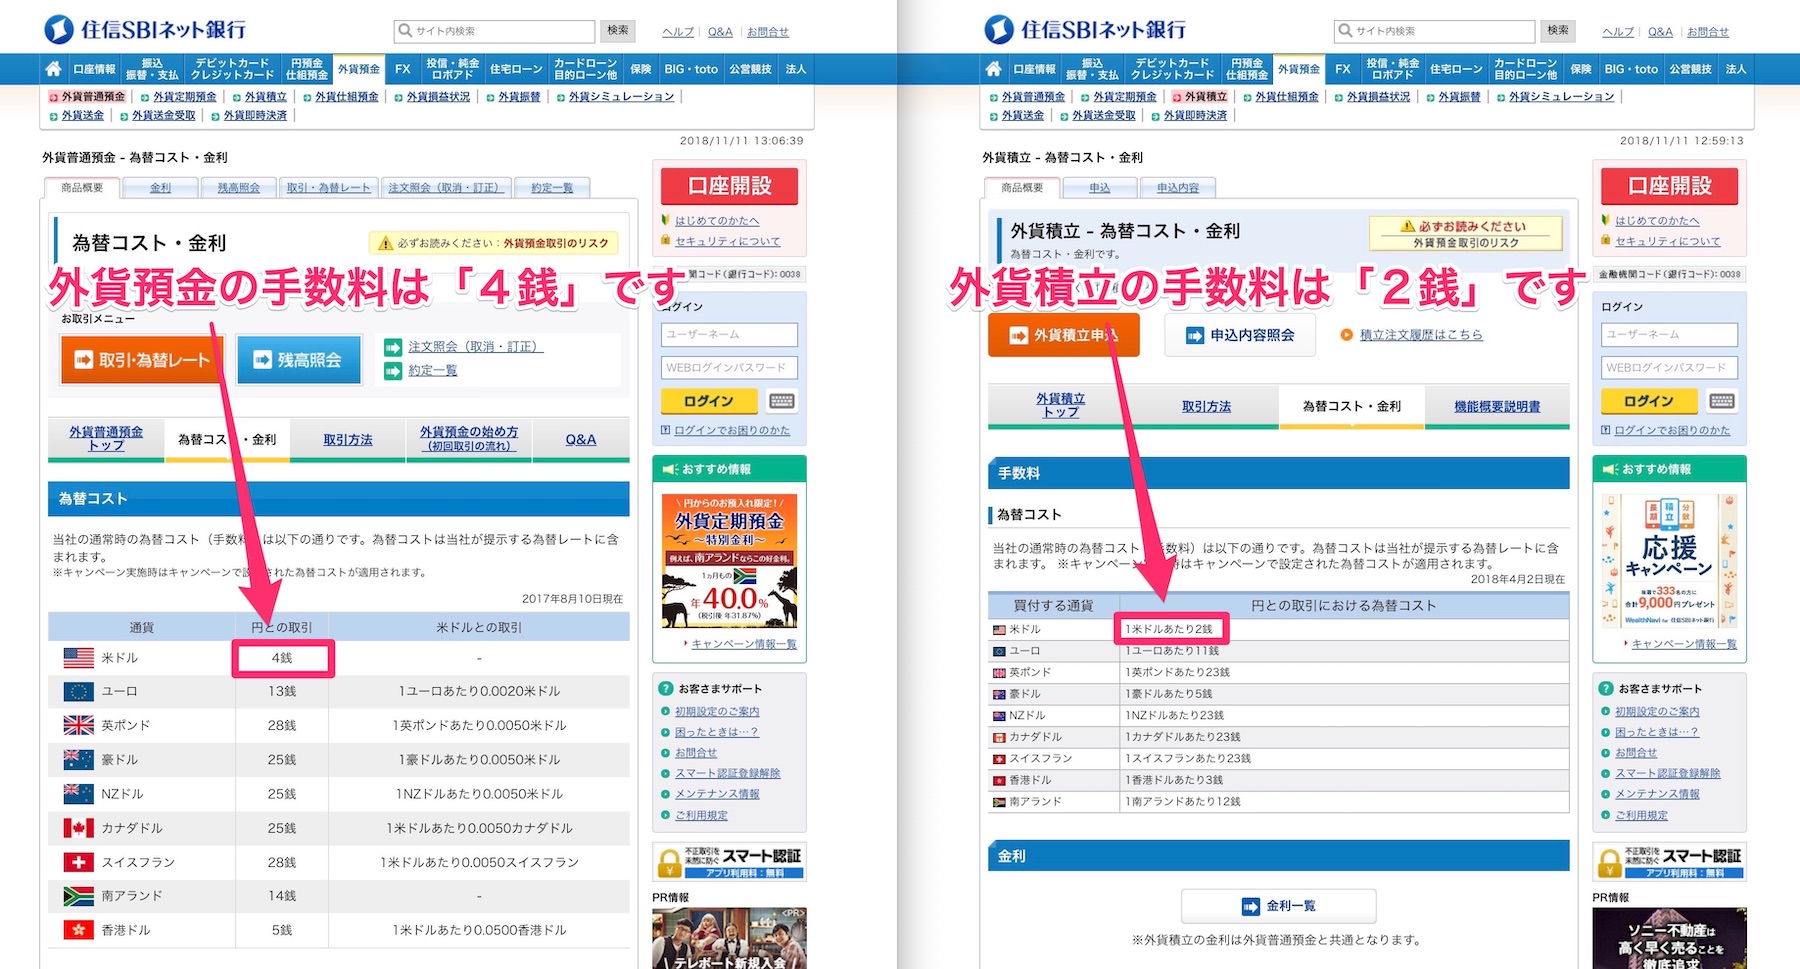 住信SBIネット銀行
サイト内検索
検索
ヘルプ Q&A お問合せ
口座情報 振込 振替・支払 デビットカード クレジットカード 円預金 仕組預金 外貨預金 FX 投信・純金 ロボアド 住宅ローン カードローン 目的ローン他 保険 BIG・toto 公営競技 法人
外貨普通預金 外貨定期預金 外貨積立 外貨仕組預金 外貨損益状況 外貨振替 外貨シミュレーション
外貨送金 外貨送金受取 外貨即時決済
2018/11/11 13:06:39
外貨普通預金 - 為替コスト・金利
商品概要 金利 残高照会 取引・為替レート 注文照会（取消・訂正） 約定一覧
為替コスト・金利
必ずお読みください：外貨預金取引のリスク
外貨預金の手数料は「４銭」です
お取引メニュー
取引・為替レート
残高照会
注文照会（取消・訂正）
約定一覧
外貨普通預金
トップ
為替コスト・金利
取引方法
外貨預金の始め方
（初回取引の流れ）
Q&A
為替コスト
当社の通常時の為替コスト（手数料）は以下の通りです。為替コストは当社が提示する為替レートに含
まれます。
※キャンペーン実施時はキャンペーンで設定された為替コストが適用されます。
2017年8月10日現在
通貨 円との取引 米ドルとの取引
米ドル 4銭 -
ユーロ 13銭 1ユーロあたり0.0020米ドル
英ポンド 28銭 1英ポンドあたり0.0050米ドル
豪ドル 25銭 1豪ドルあたり0.0050米ドル
NZドル 25銭 1NZドルあたり0.0050米ドル
カナダドル 25銭 1米ドルあたり0.0050カナダドル
スイスフラン 28銭 1米ドルあたり0.0050スイスフラン
南アランド 14銭 -
香港ドル 5銭 1米ドルあたり0.0500香港ドル
口座開設
はじめてのかたへ
セキュリティについて
関コード(銀行コード)：0038
ログイン
ユーザーネーム
WEBログインパスワード
ログイン
ログインでお困りのかた
おすすめ情報
円からのお預入れ限定！
外貨定期預金
～特別金利～
例えば、南アランドならこの好金利。
1ヵ月もの
年40.0%
(税引後 年31.87%)
キャンペーン情報一覧
お客さまサポート
初期設定のご案内
困ったときは…？
お問合せ
スマート認証登録解除
メンテナンス情報
ご利用規定
不正取引を
未然に防ぐ
スマート認証
アプリ利用料：無料
PR情報
<PR>
テレボート新規入会
住信SBIネット銀行
サイト内検索
検索
ヘルプ Q&A お問合せ
口座情報 振込 振替・支払 デビットカード クレジットカード 円預金 仕組預金 外貨預金 FX 投信・純金 ロボアド 住宅ローン カードローン 目的ローン他 保険 BIG・toto 公営競技 法人
外貨普通預金 外貨定期預金 外貨積立 外貨仕組預金 外貨損益状況 外貨振替 外貨シミュレーション
外貨送金 外貨送金受取 外貨即時決済
2018/11/11 12:59:13
外貨積立 - 為替コスト・金利
商品概要 申込 申込内容
外貨積立 - 為替コスト・金利
為替コスト・金利です。
必ずお読みください
外貨預金取引のリスク
外貨積立の手数料は「２銭」です
外貨積立申込
申込内容照会
積立注文履歴はこちら
外貨積立
トップ
取引方法
為替コスト・金利
機能概要説明書
手数料
為替コスト
当社の通常時の為替コスト（手数料）は以下の通りです。為替コストは当社が提示する為替レートに含
まれます。 ※キャンペーン実施時はキャンペーンで設定された為替コストが適用されます。
2018年4月2日現在
買付する通貨 円との取引における為替コスト
米ドル 1米ドルあたり2銭
ユーロ 1ユーロあたり11銭
英ポンド 1英ポンドあたり23銭
豪ドル 1豪ドルあたり5銭
NZドル 1NZドルあたり23銭
カナダドル 1カナダドルあたり23銭
スイスフラン 1スイスフランあたり23銭
香港ドル 1香港ドルあたり3銭
南アランド 1南アランドあたり12銭
金利
金利一覧
※外貨積立の金利は外貨普通預金と共通となります。
口座開設
はじめてのかたへ
セキュリティについて
金融機関コード(銀行コード)：0038
ログイン
ユーザーネーム
WEBログインパスワード
ログイン
ログインでお困りのかた
おすすめ情報
長期 積立 分散
応援
キャンペーン
抽選で333名の方に
合計9,000円プレゼント
WealthNavi for 住信SBIネット銀行
キャンペーン情報一覧
お客さまサポート
初期設定のご案内
困ったときは…？
お問合せ
スマート認証登録解除
メンテナンス情報
ご利用規定
不正取引を
未然に防ぐ
スマート認証
アプリ利用料：無料
PR情報
ソニー不動産は
高く早く売ることを
徹底追求